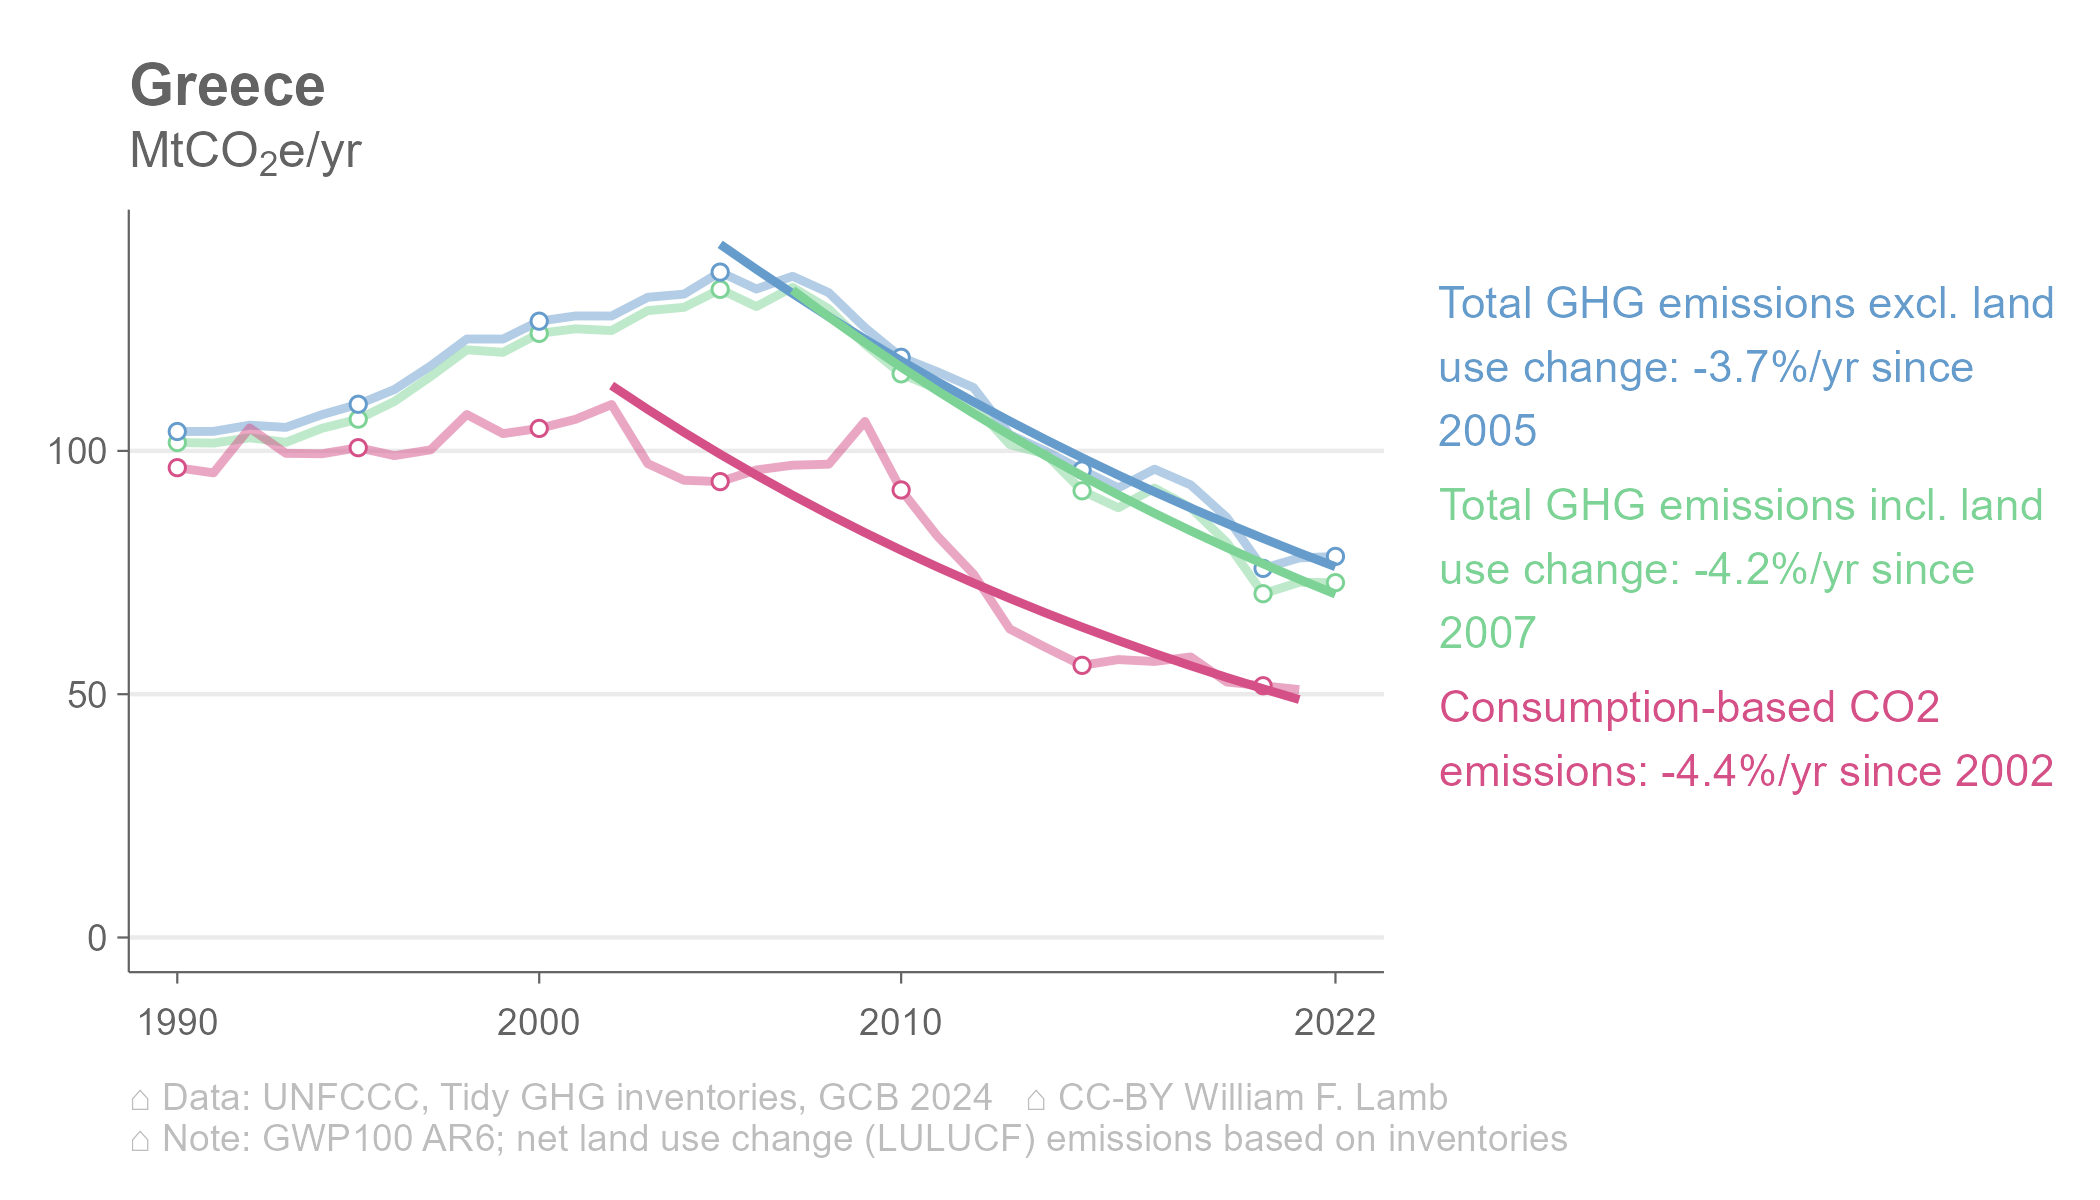 Greece
MtCO₂e/yr
Total GHG emissions excl. land
use change: -3.7%/yr since
2005
Total GHG emissions incl. land
use change: -4.2%/yr since
2007
Consumption-based CO2
emissions: -4.4%/yr since 2002
100
50
0
1990
2000
2010
2022
⌂ Data: UNFCCC, Tidy GHG inventories, GCB 2024 ⌂ CC-BY William F. Lamb
⌂ Note: GWP100 AR6; net land use change (LULUCF) emissions based on inventories